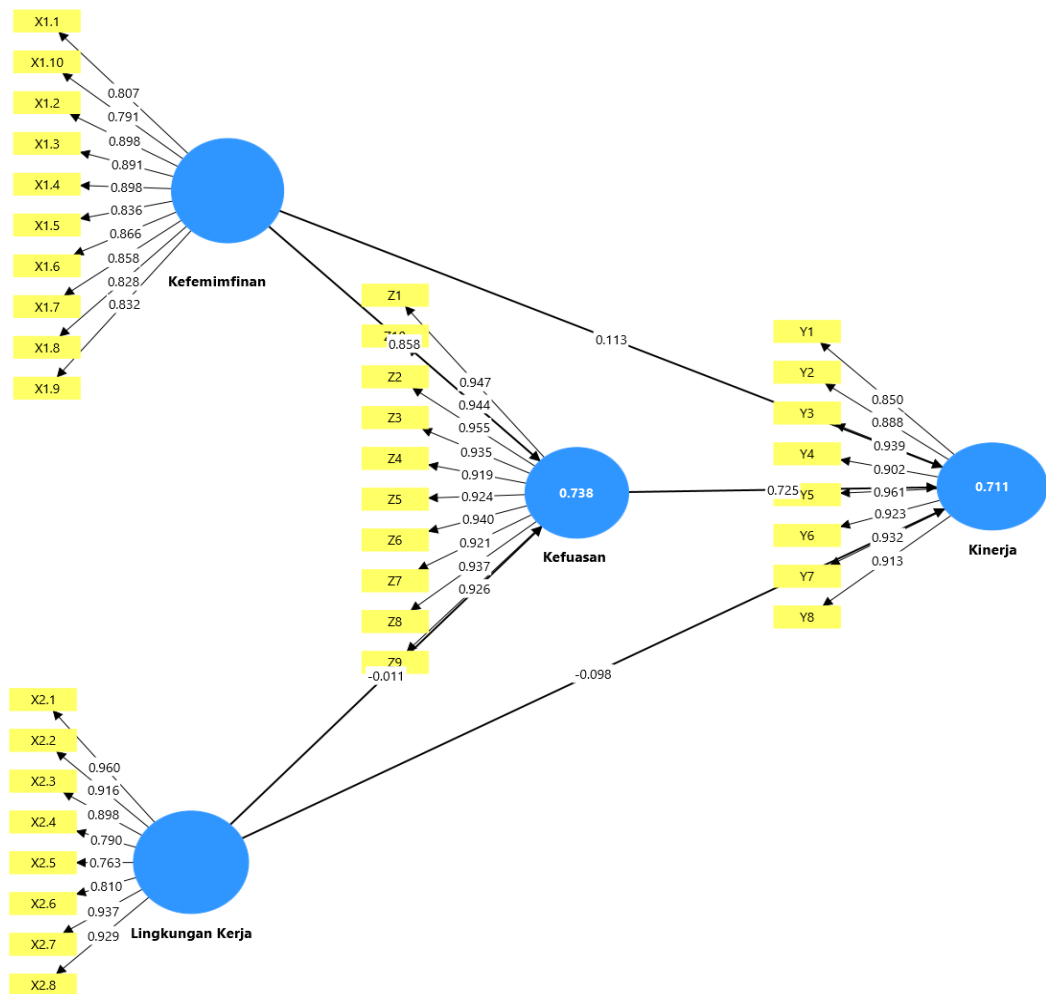 X1.1
X1.10
X1.2
X1.3
X1.4
X1.5
X1.6
X1.7
X1.8
X1.9
0.807
0.791
0.898
0.891
0.898
0.836
0.866
0.858
0.828
0.832
Kefemimfinan
0.858
0.113
Z1
Z10
Z2
Z3
Z4
Z5
Z6
Z7
Z8
Z9
0.947
0.944
0.955
0.935
0.919
0.924
0.940
0.921
0.937
0.926
0.738
Kefuasan
0.725
Y1
Y2
Y3
Y4
Y5
Y6
Y7
Y8
0.850
0.888
0.939
0.902
0.961
0.923
0.932
0.913
0.711
Kinerja
-0.011
-0.098
X2.1
X2.2
X2.3
X2.4
X2.5
X2.6
X2.7
X2.8
0.960
0.916
0.898
0.790
0.763
0.810
0.937
0.929
Lingkungan Kerja